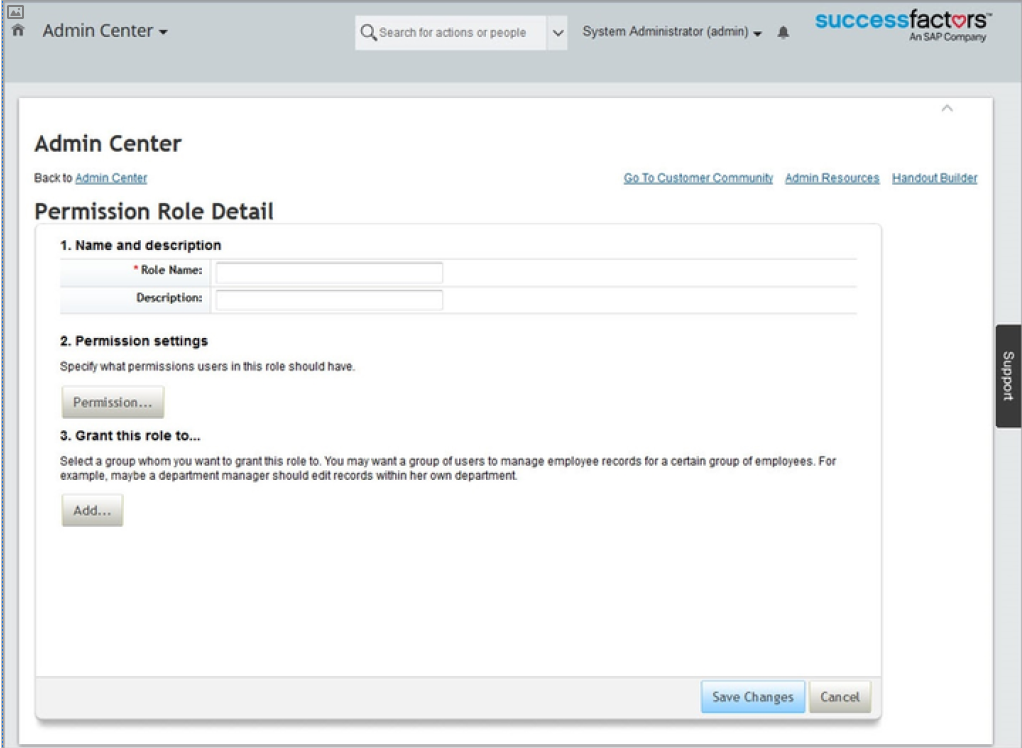 Admin Center
Search for actions or people
System Administrator (admin)
successfactors™
An SAP Company
Admin Center
Back to Admin Center
Go To Customer Community Admin Resources Handout Builder
Permission Role Detail
1. Name and description
* Role Name:
Description:
2. Permission settings
Specify what permissions users in this role should have.
Permission...
3. Grant this role to...
Select a group whom you want to grant this role to. You may want a group of users to manage employee records for a certain group of employees. For
example, maybe a department manager should edit records within her own department.
Add...
Support
Save Changes
Cancel